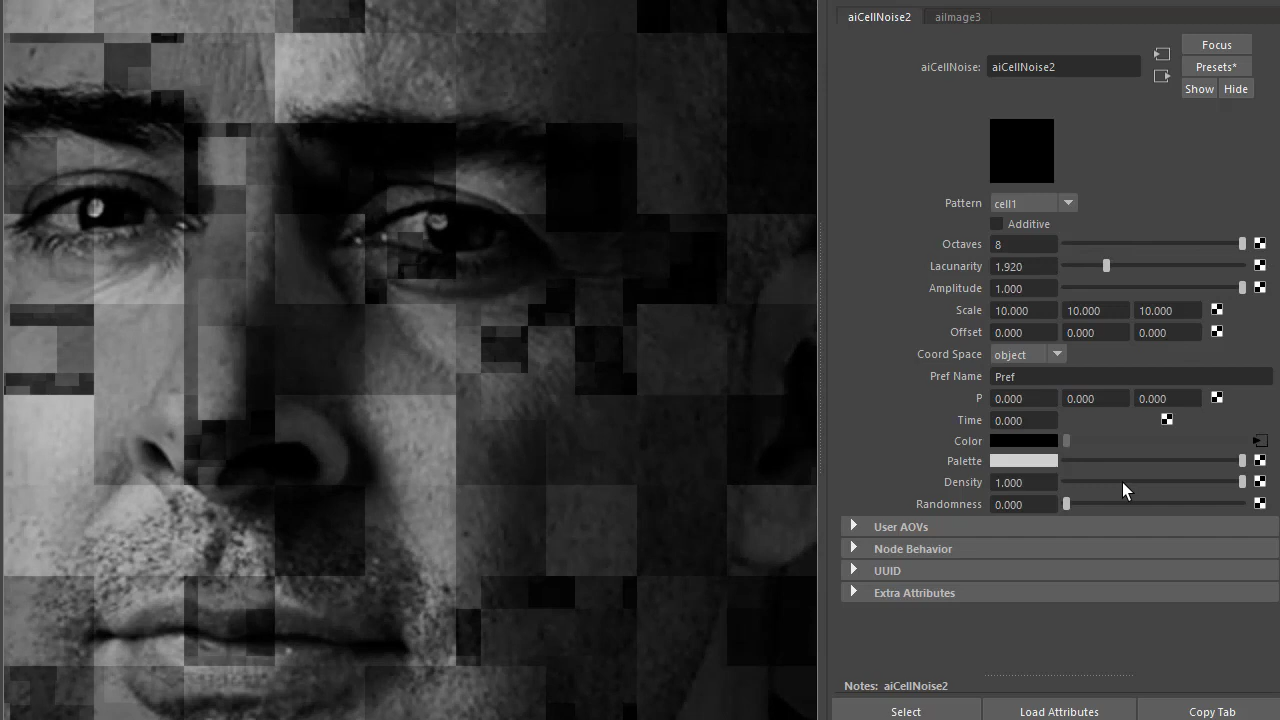 aiCellNoise2 aiImage3
Focus
aiCellNoise: aiCellNoise2
Presets*
Show Hide
Pattern cell1
Additive
Octaves 8
Lacunarity 1.920
Amplitude 1.000
Scale 10.000 10.000 10.000
Offset 0.000 0.000 0.000
Coord Space object
Pref Name Pref
P 0.000 0.000 0.000
Time 0.000
Color
Palette
Density 1.000
Randomness 0.000
User AOVs
Node Behavior
UUID
Extra Attributes
Notes: aiCellNoise2
Select Load Attributes Copy Tab